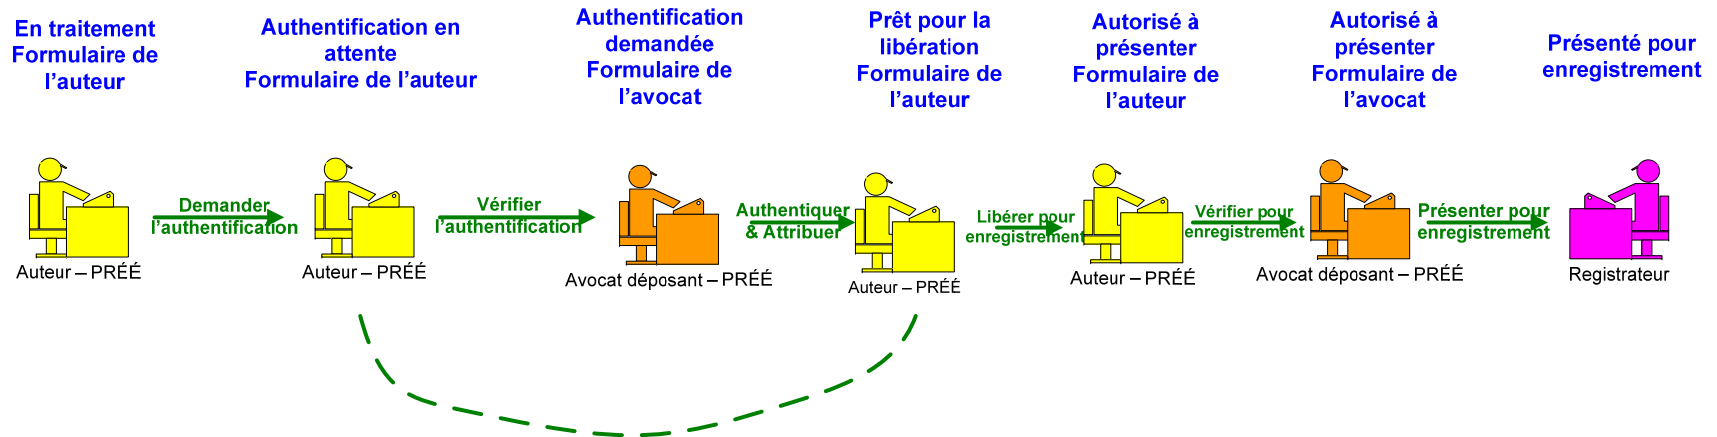 En traitement
Formulaire de
l’auteur
Authentification en
attente
Formulaire de l’auteur
Authentification
demandée
Formulaire de
l’avocat
Prêt pour la
libération
Formulaire de
l’auteur
Autorisé à
présenter
Formulaire de
l’auteur
Autorisé à
présenter
Formulaire de
l’avocat
Présenté pour
enregistrement
Demander
l’authentification
Vérifier
l’authentification
Authentiquer
& Attribuer
Libérer pour
enregistrement
Vérifier pour
enregistrement
Présenter pour
enregistrement
Auteur – PRÉÉ
Auteur – PRÉÉ
Avocat déposant – PRÉÉ
Auteur – PRÉÉ
Auteur – PRÉÉ
Avocat déposant – PRÉÉ
Registrateur